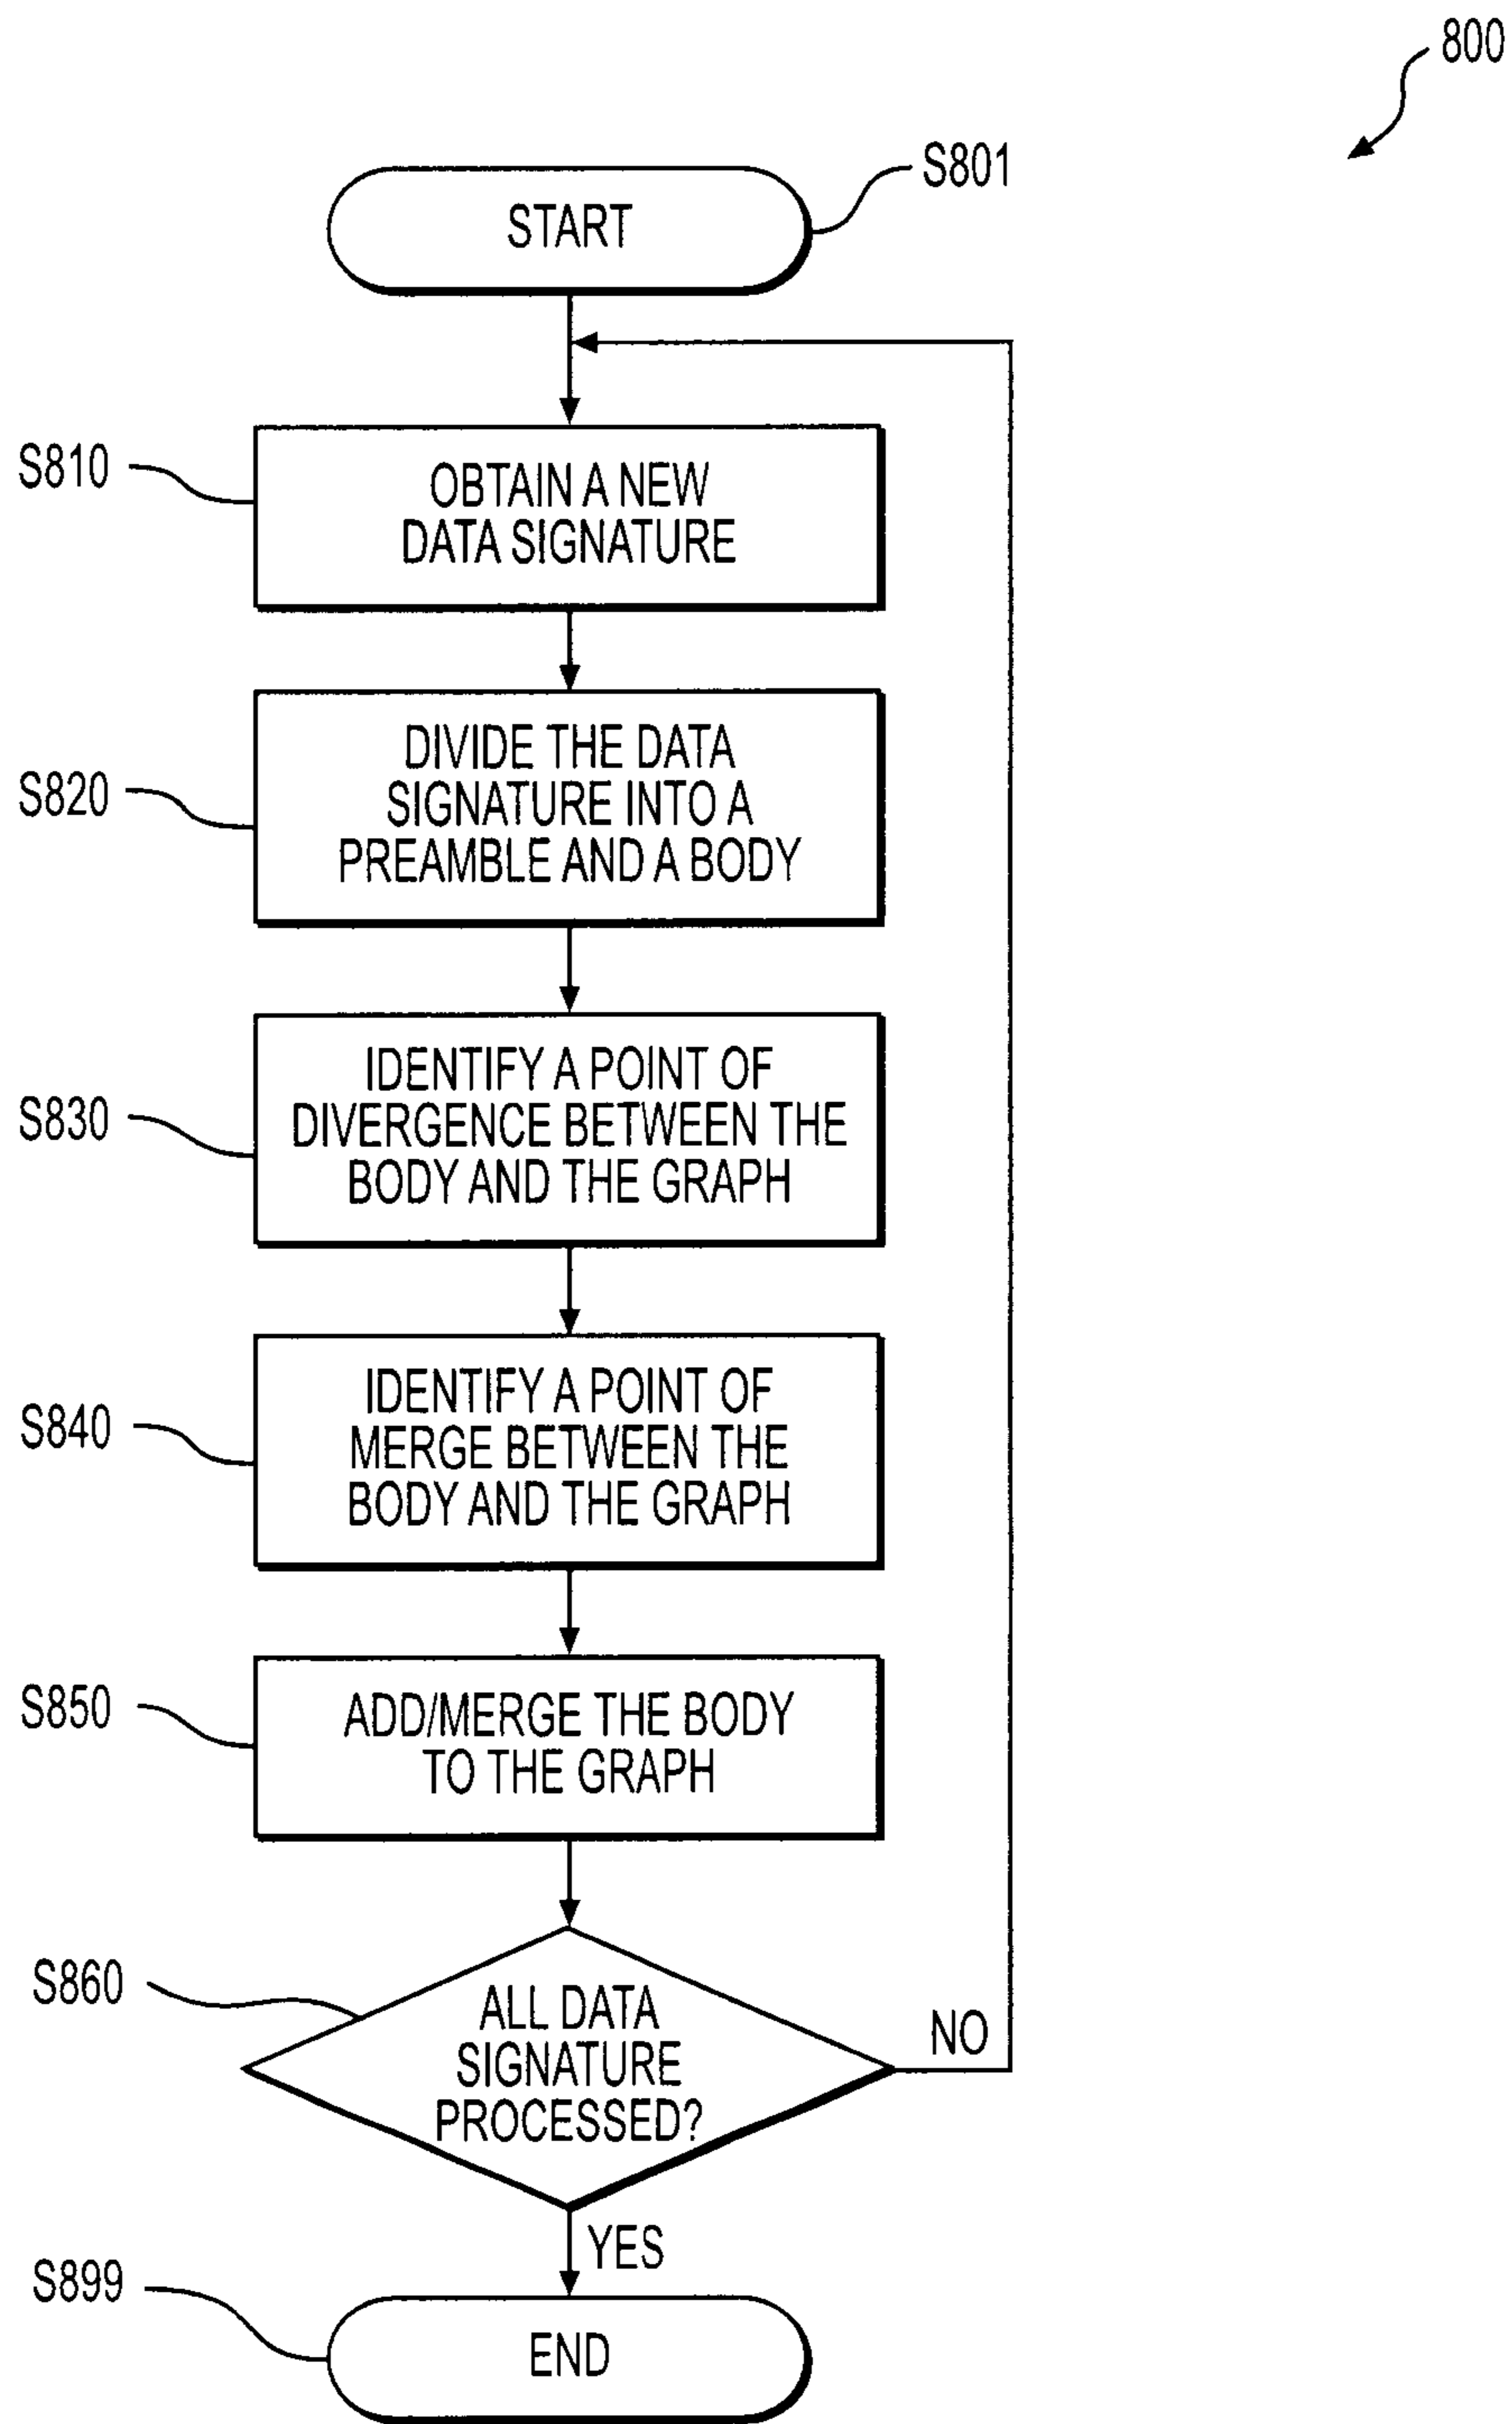 800
S801
START
S810
OBTAIN A NEW
DATA SIGNATURE
S820
DIVIDE THE DATA
SIGNATURE INTO A
PREAMBLE AND A BODY
S830
IDENTIFY A POINT OF
DIVERGENCE BETWEEN THE
BODY AND THE GRAPH
S840
IDENTIFY A POINT OF
MERGE BETWEEN THE
BODY AND THE GRAPH
S850
ADD/MERGE THE BODY
TO THE GRAPH
S860
ALL DATA
SIGNATURE
PROCESSED?
NO
YES
S899
END